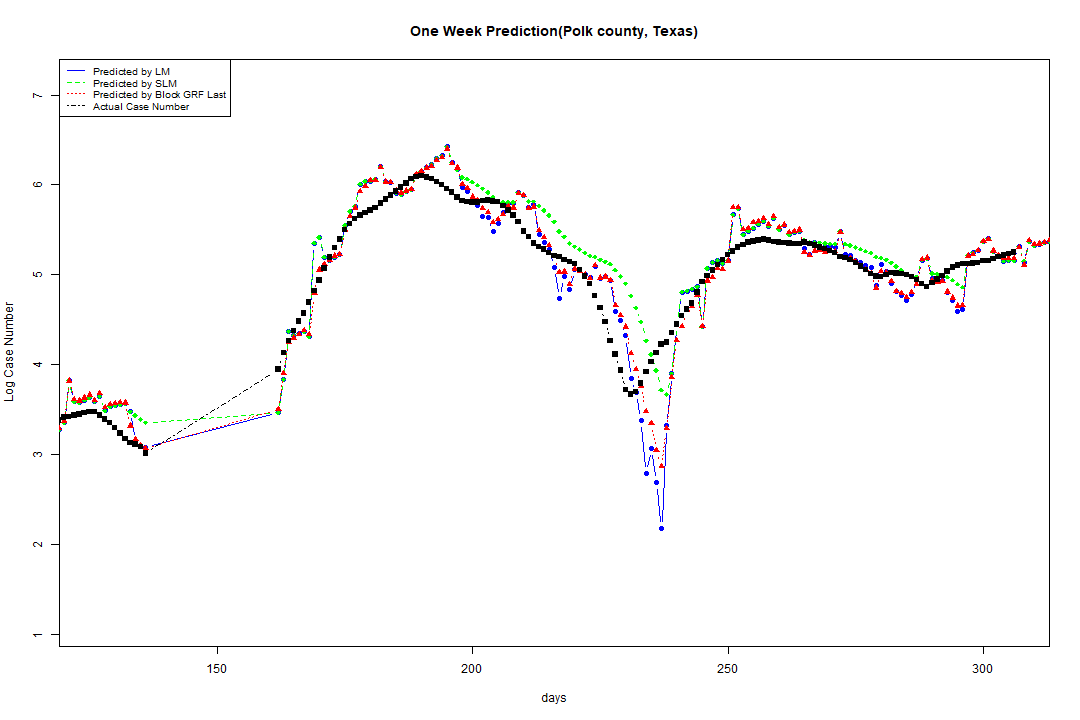 One Week Prediction(Polk county, Texas)
Predicted by LM
Predicted by SLM
Predicted by Block GRF Last
Actual Case Number
7
6
5
4
3
2
1
Log Case Number
150 200 250 300
days